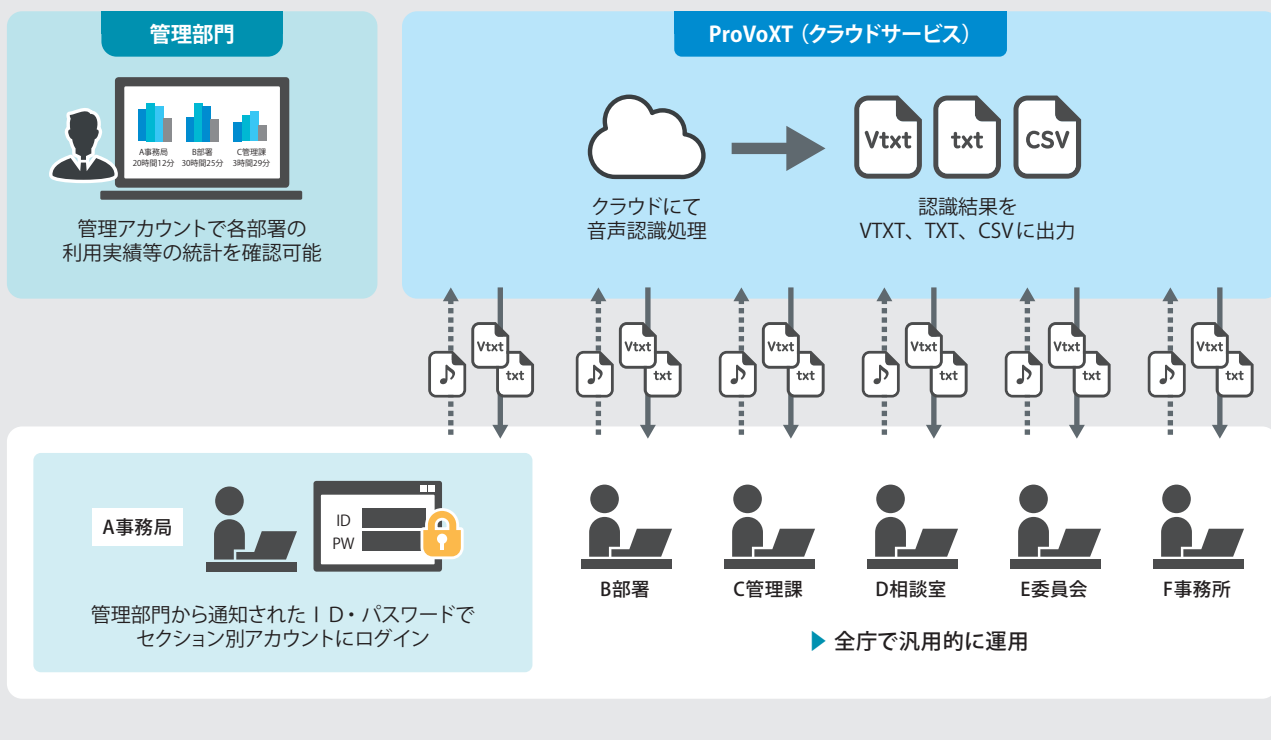 管理部門
A事務局
20時間12分
B部署
30時間25分
C管理課
3時間29分
管理アカウントで各部署の
利用実績等の統計を確認可能
ProVoXT（クラウドサービス）
クラウドにて
音声認識処理
Vtxt
txt
CSV
認識結果を
VTXT、TXT、CSVに出力
Vtxt
txt
Vtxt
txt
Vtxt
txt
Vtxt
txt
Vtxt
txt
Vtxt
txt
A事務局
ID
PW
管理部門から通知されたＩＤ・パスワードで
セクション別アカウントにログイン
B部署
C管理課
D相談室
E委員会
F事務所
▶ 全庁で汎用的に運用